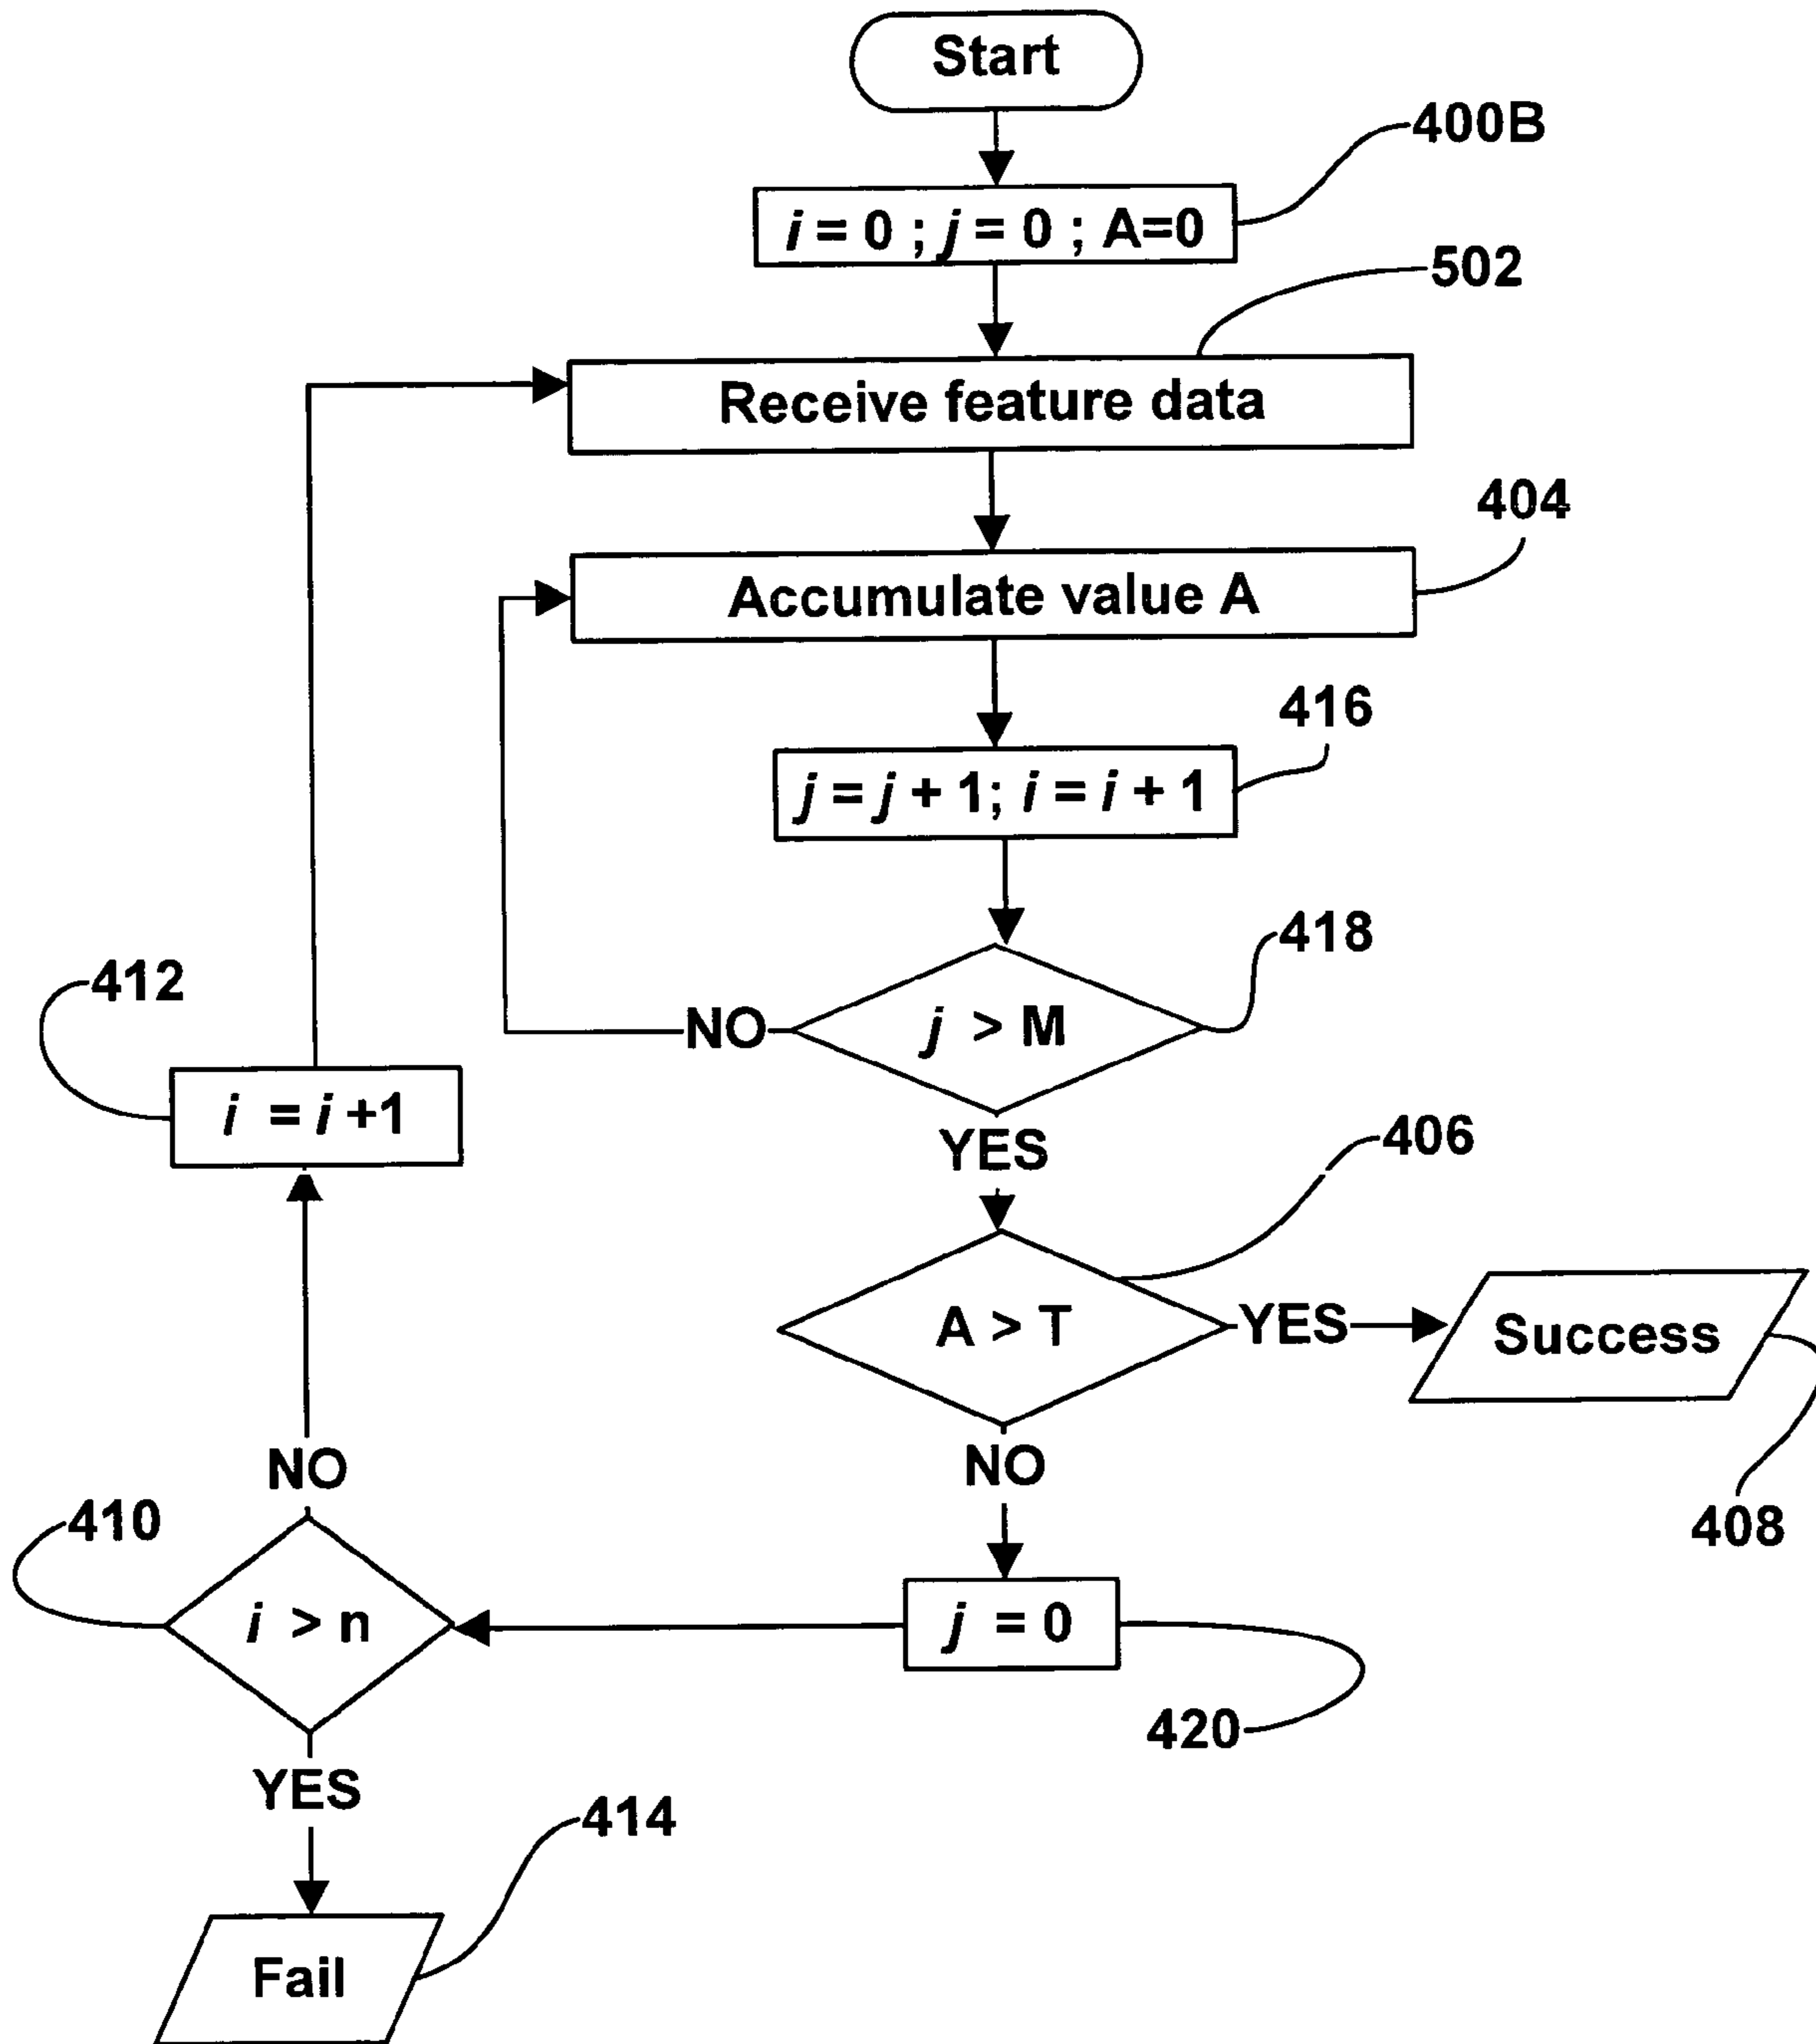 Start
400B
i = 0 ; j = 0 ; A=0
502
Receive feature data
404
Accumulate value A
416
j = j + 1; i = i + 1
418
412
j > M
NO
i = i +1
YES
406
A > T
YES
Success
NO
NO
408
410
i > n
j = 0
420
YES
414
Fail